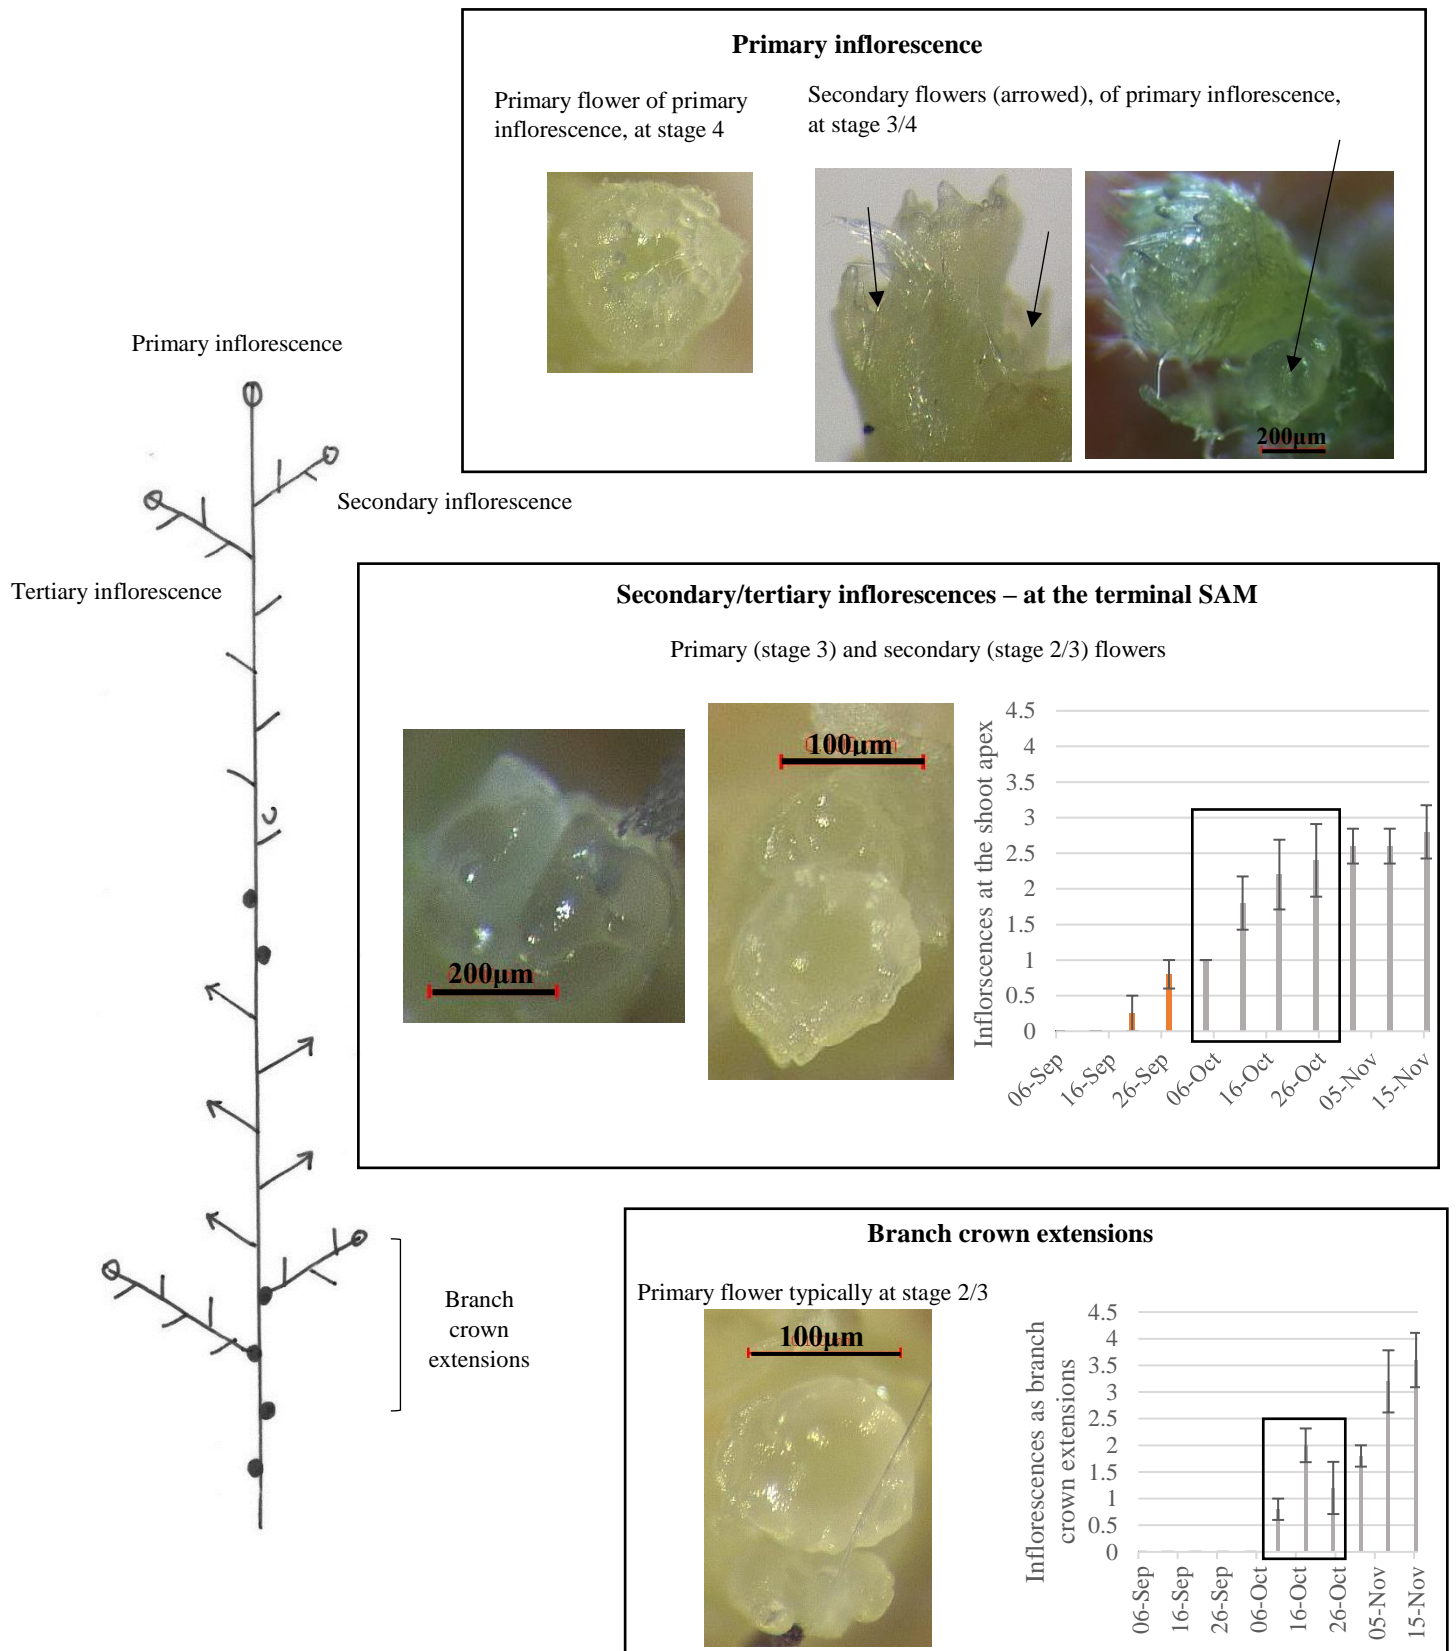 Primary inflorescence
Primary flower of primary
inflorescence, at stage 4
Secondary flowers (arrowed), of primary inflorescence,
at stage 3/4
200µm
Primary inflorescence
Secondary inflorescence
Tertiary inflorescence
Secondary/tertiary inflorescences – at the terminal SAM
Primary (stage 3) and secondary (stage 2/3) flowers
200µm
100µm
Inflorscences at the shoot apex
4.5
4
3.5
3
2.5
2
1.5
1
0.5
0
06-Sep
16-Sep
26-Sep
06-Oct
16-Oct
26-Oct
05-Nov
15-Nov
Branch
crown
extensions
Branch crown extensions
Primary flower typically at stage 2/3
100µm
Inflorescences as branch
crown extensions
4.5
4
3.5
3
2.5
2
1.5
1
0.5
0
06-Sep
16-Sep
26-Sep
06-Oct
16-Oct
26-Oct
05-Nov
15-Nov